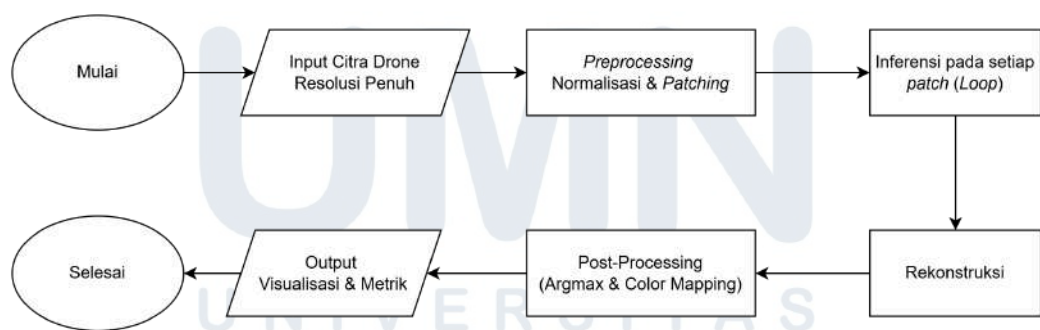 Mulai
Input Citra Drone
Resolusi Penuh
Preprocessing
Normalisasi & Patching
Inferensi pada setiap
patch (Loop)
Selesai
Output
Visualisasi & Metrik
Post-Processing
(Argmax & Color Mapping)
Rekonstruksi
UMN
UNIVERSITAS